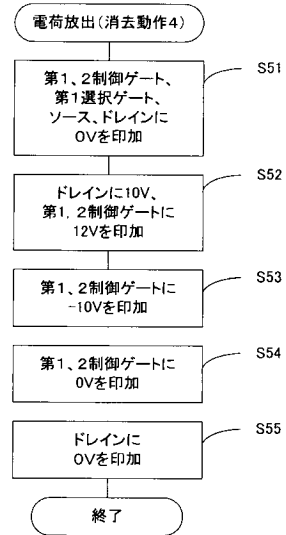 電荷放出(消去動作4)
第1、2制御ゲート、
第1選択ゲート、
ソース、ドレインに
0Vを印加
S51
ドレインに10V、
第1,2制御ゲートに
12Vを印加
S52
第1、2制御ゲートに
-10Vを印加
S53
第1、2制御ゲートに
0Vを印加
S54
ドレインに
0Vを印加
S55
終了